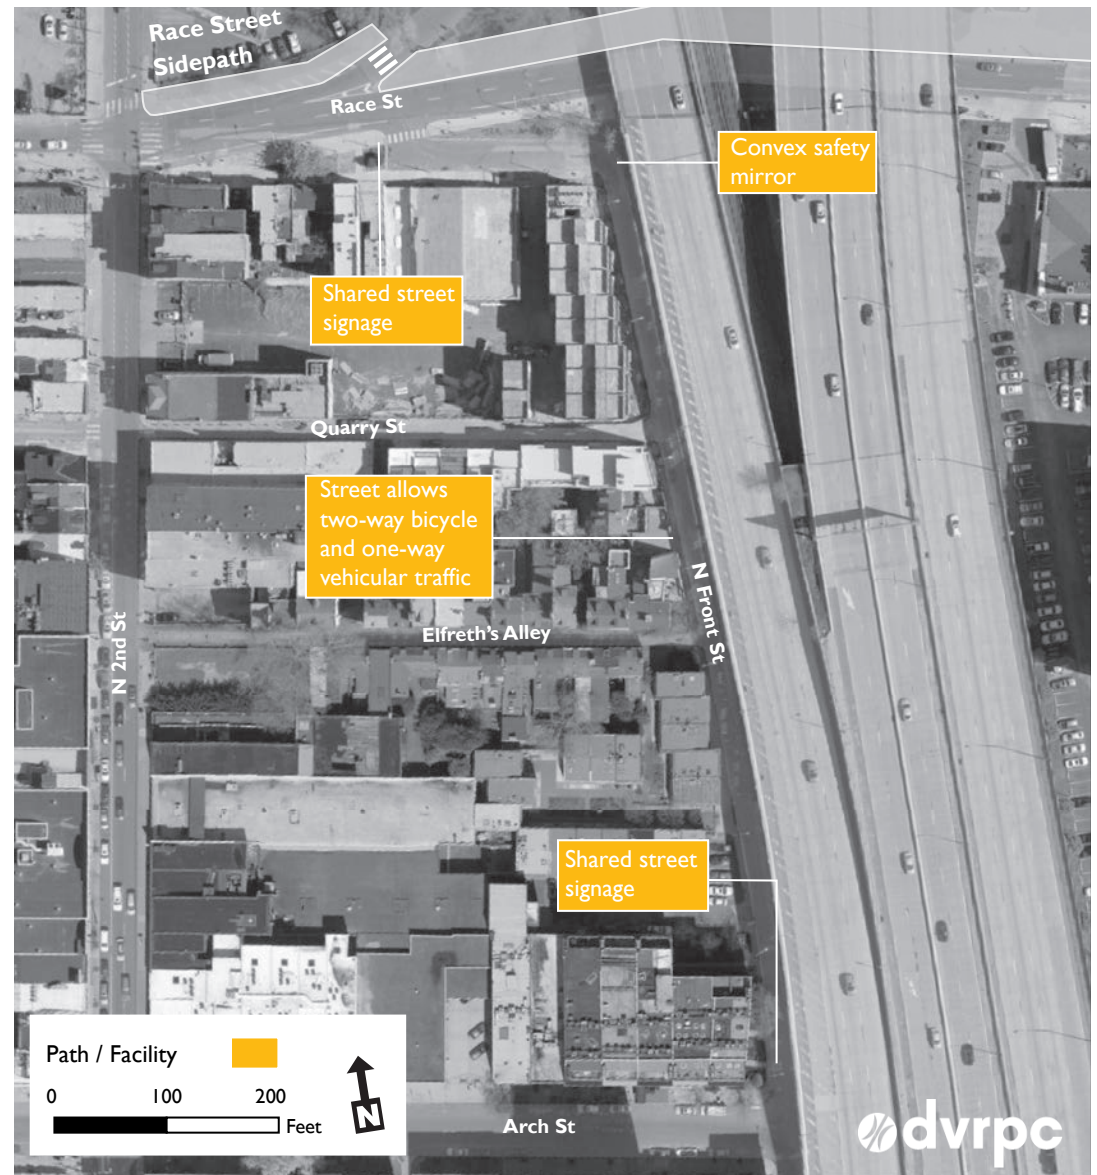 Race Street
Sidepath
Race St
Convex safety
mirror
Shared street
signage
Quarry St
Street allows
two-way bicycle
and one-way
vehicular traffic
N Front St
Elfreth's Alley
N 2nd St
Shared street
signage
Path / Facility
0 100 200
Feet
N
Arch St
dvrpc